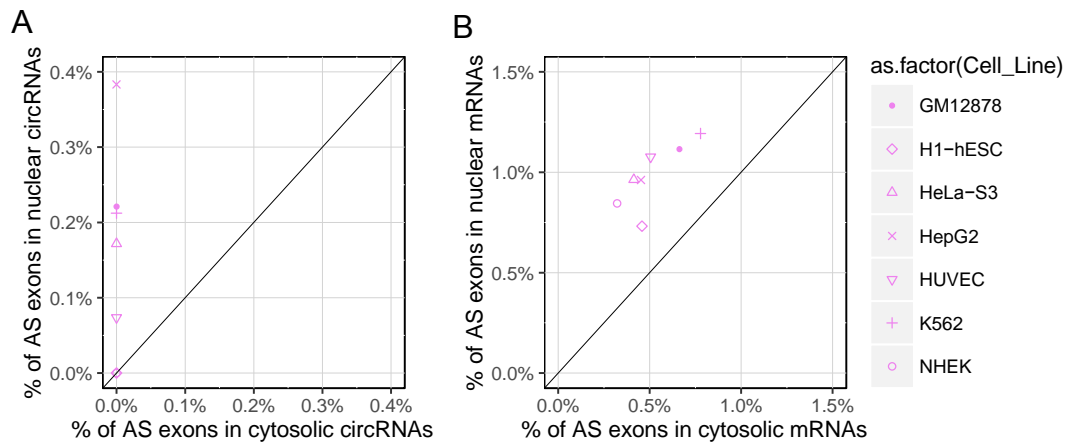 A
% of AS exons in nuclear circRNAs
0.4%
0.3%
0.2%
0.1%
0.0%
0.0% 0.1% 0.2% 0.3% 0.4%
% of AS exons in cytosolic circRNAs
B
% of AS exons in nuclear mRNAs
1.5%
1.0%
0.5%
0.0%
0.0% 0.5% 1.0% 1.5%
% of AS exons in cytosolic mRNAs
as.factor(Cell_Line)
GM12878
H1−hESC
HeLa−S3
HepG2
HUVEC
K562
NHEK